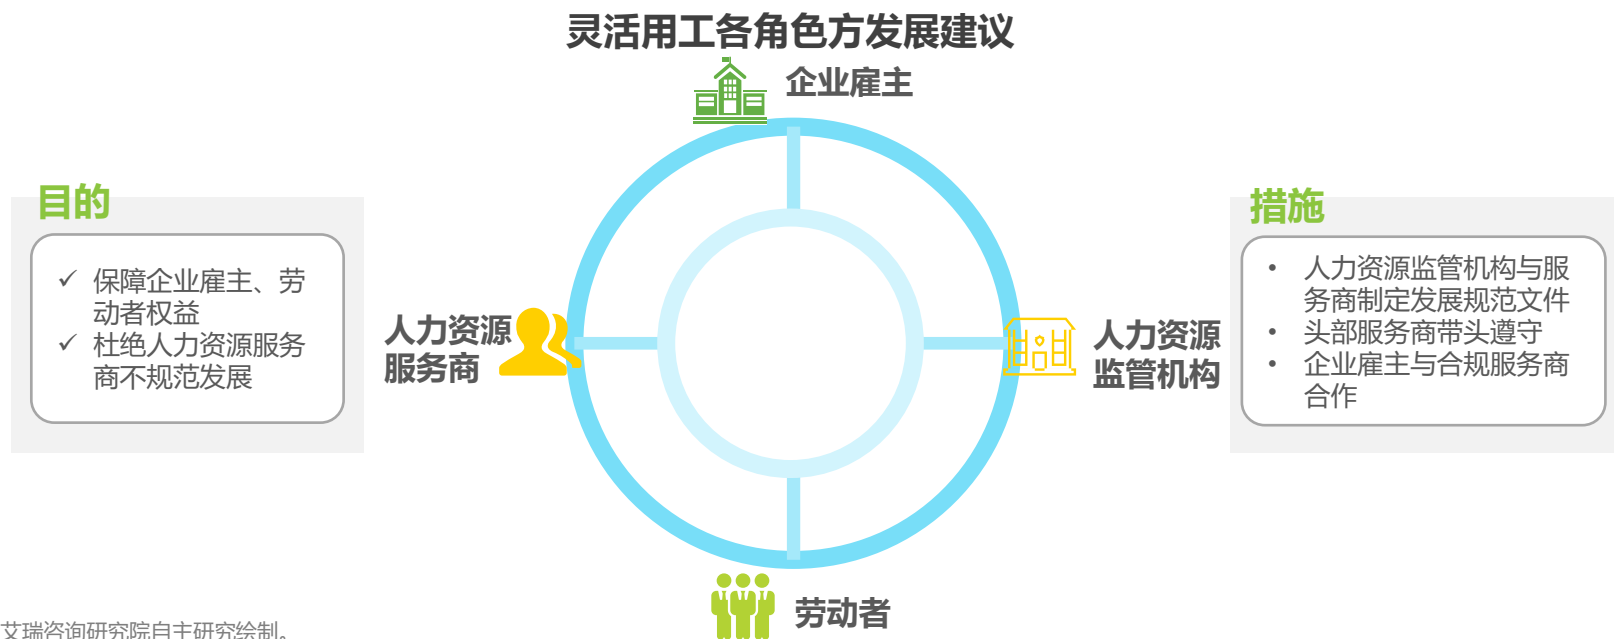 灵活用工各角色方发展建议
企业雇主
目的
✓ 保障企业雇主、劳
动者权益
✓ 杜绝人力资源服务
商不规范发展
人力资源
服务商
人力资源
监管机构
措施
• 人力资源监管机构与服
务商制定发展规范文件
• 头部服务商带头遵守
• 企业雇主与合规服务商
合作
劳动者
艾瑞咨询研究院自主研究绘制。